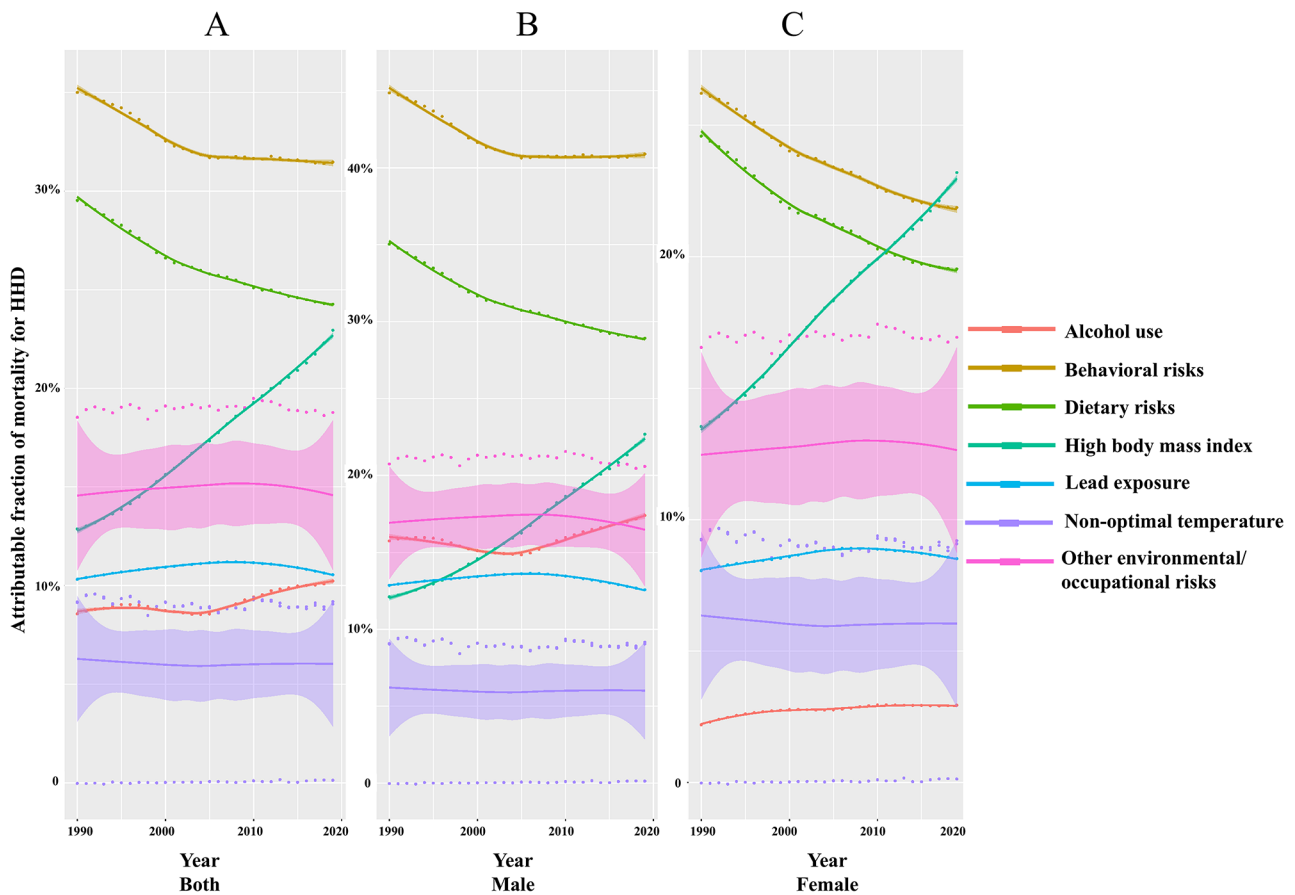 A
B
C
Attributable fraction of mortality for HHD
30%
20%
10%
0
1990
2000
2010
2020
Year
Both
40%
30%
20%
10%
0
1990
2000
2010
2020
Year
Male
20%
10%
0
1990
2000
2010
2020
Year
Female
Alcohol use
Behavioral risks
Dietary risks
High body mass index
Lead exposure
Non-optimal temperature
Other environmental/
occupational risks